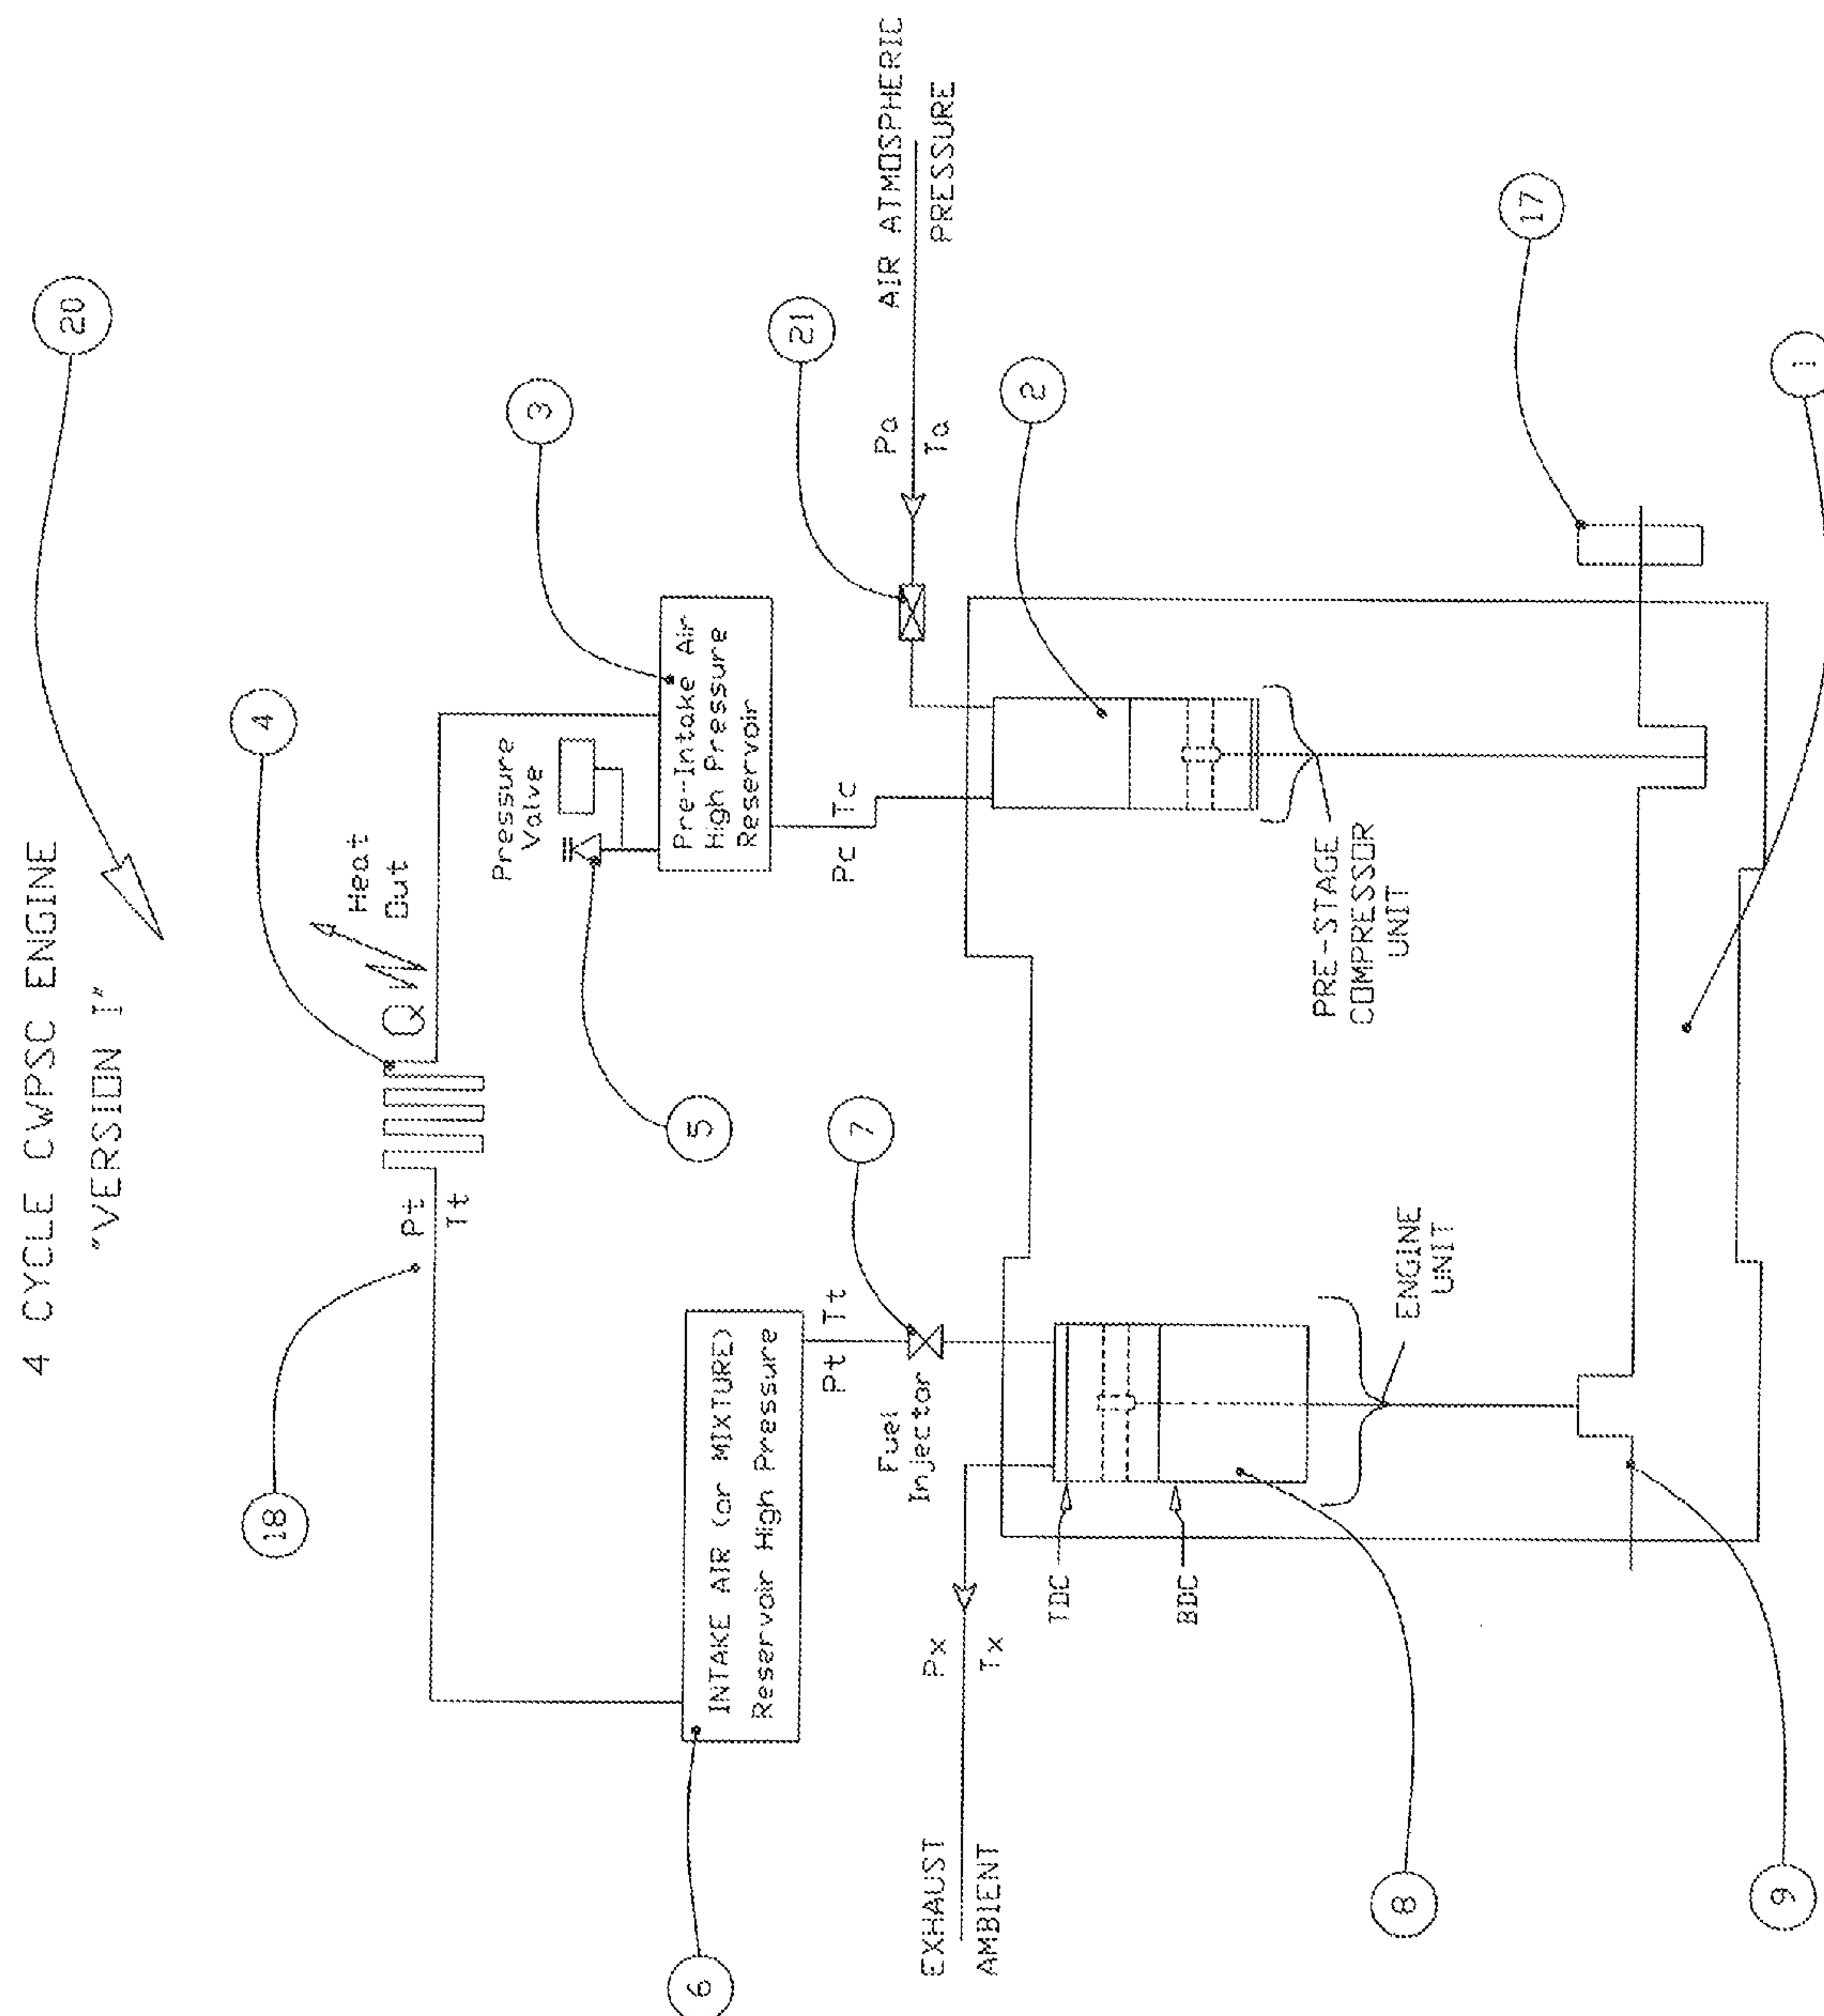 4 CYCLE CWPSC ENGINE
"VERSION I"
20
4
3
18
Pt
Tt
Q
Heat
Out
Pressure
Valve
5
Pre-Intake Air
High Pressure
Reservoir
21
6
INTAKE AIR (or MIXTURE)
Reservoir High Pressure
Pt Tt
7
Fuel
Injector
Pc Tc
Pa
Ta
AIR ATMOSPHERIC
PRESSURE
EXHAUST
AMBIENT
Px
Tx
2
TDC
BDC
PRE-STAGE
COMPRESSOR
UNIT
ENGINE
UNIT
8
17
9
1